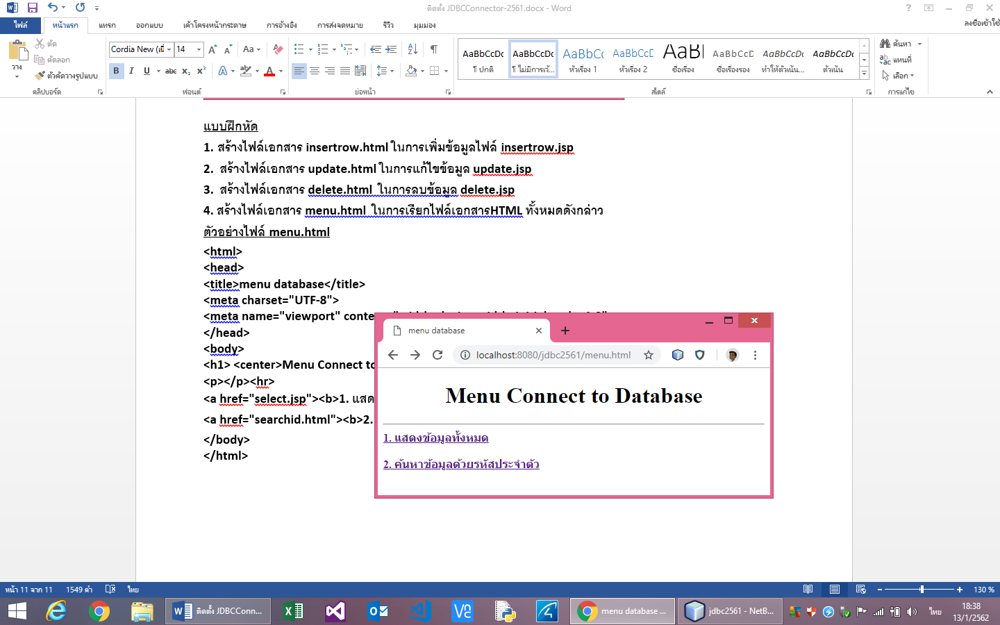 ติดตั้ง JDBCConnector-2561.docx - Word
ไฟล์ หน้าแรก แทรก ออกแบบ เค้าโครงหน้ากระดาษ การอ้างอิง การส่งจดหมาย รีวิว มุมมอง ลงชื่อเข้าใช้
วาง
ตัด
คัดลอก
ตัวคัดวางรูปแบบ
คลิปบอร์ด
Cordia New (เนื้ 14
ฟอนต์
ย่อหน้า
AaBbCcDc AaBbCcDc AaBbCc AaBbCcD AaBl AaBbCcD AaBbCcDc AaBbCcDc
¶ ปกติ ¶ ไม่มีการเว้... หัวเรื่อง 1 หัวเรื่อง 2 ชื่อเรื่อง ชื่อเรื่องรอง ทำให้ตัวเน้น... ตัวเน้น
สไตล์
ค้นหา
แทนที่
เลือก
การแก้ไข
แบบฝึกหัด
1. สร้างไฟล์เอกสาร insertrow.html ในการเพิ่มข้อมูลไฟล์ insertrow.jsp
2. สร้างไฟล์เอกสาร update.html ในการแก้ไขข้อมูล update.jsp
3. สร้างไฟล์เอกสาร delete.html ในการลบข้อมูล delete.jsp
4. สร้างไฟล์เอกสาร menu.html ในการเรียกไฟล์เอกสารHTML ทั้งหมดดังกล่าว
ตัวอย่างไฟล์ menu.html
<html>
<head>
<title>menu database</title>
<meta charset="UTF-8">
<meta name="viewport"
</head>
<body>
<h1> <center>Menu Connect to
<p></p><hr>
<a href="select.jsp"><b>1. แสด
<a href="searchid.html"><b>2.
</body>
</html>
menu database
localhost:8080/jdbc2561/menu.html
Menu Connect to Database
1. แสดงข้อมูลทั้งหมด
2. ค้นหาข้อมูลด้วยรหัสประจำตัว
หน้า 11 จาก 11 1549 คำ ไทย 130 %
ติดตั้ง JDBCConn... menu database ... jdbc2561 - NetB... ไทย 18:38
13/1/2562